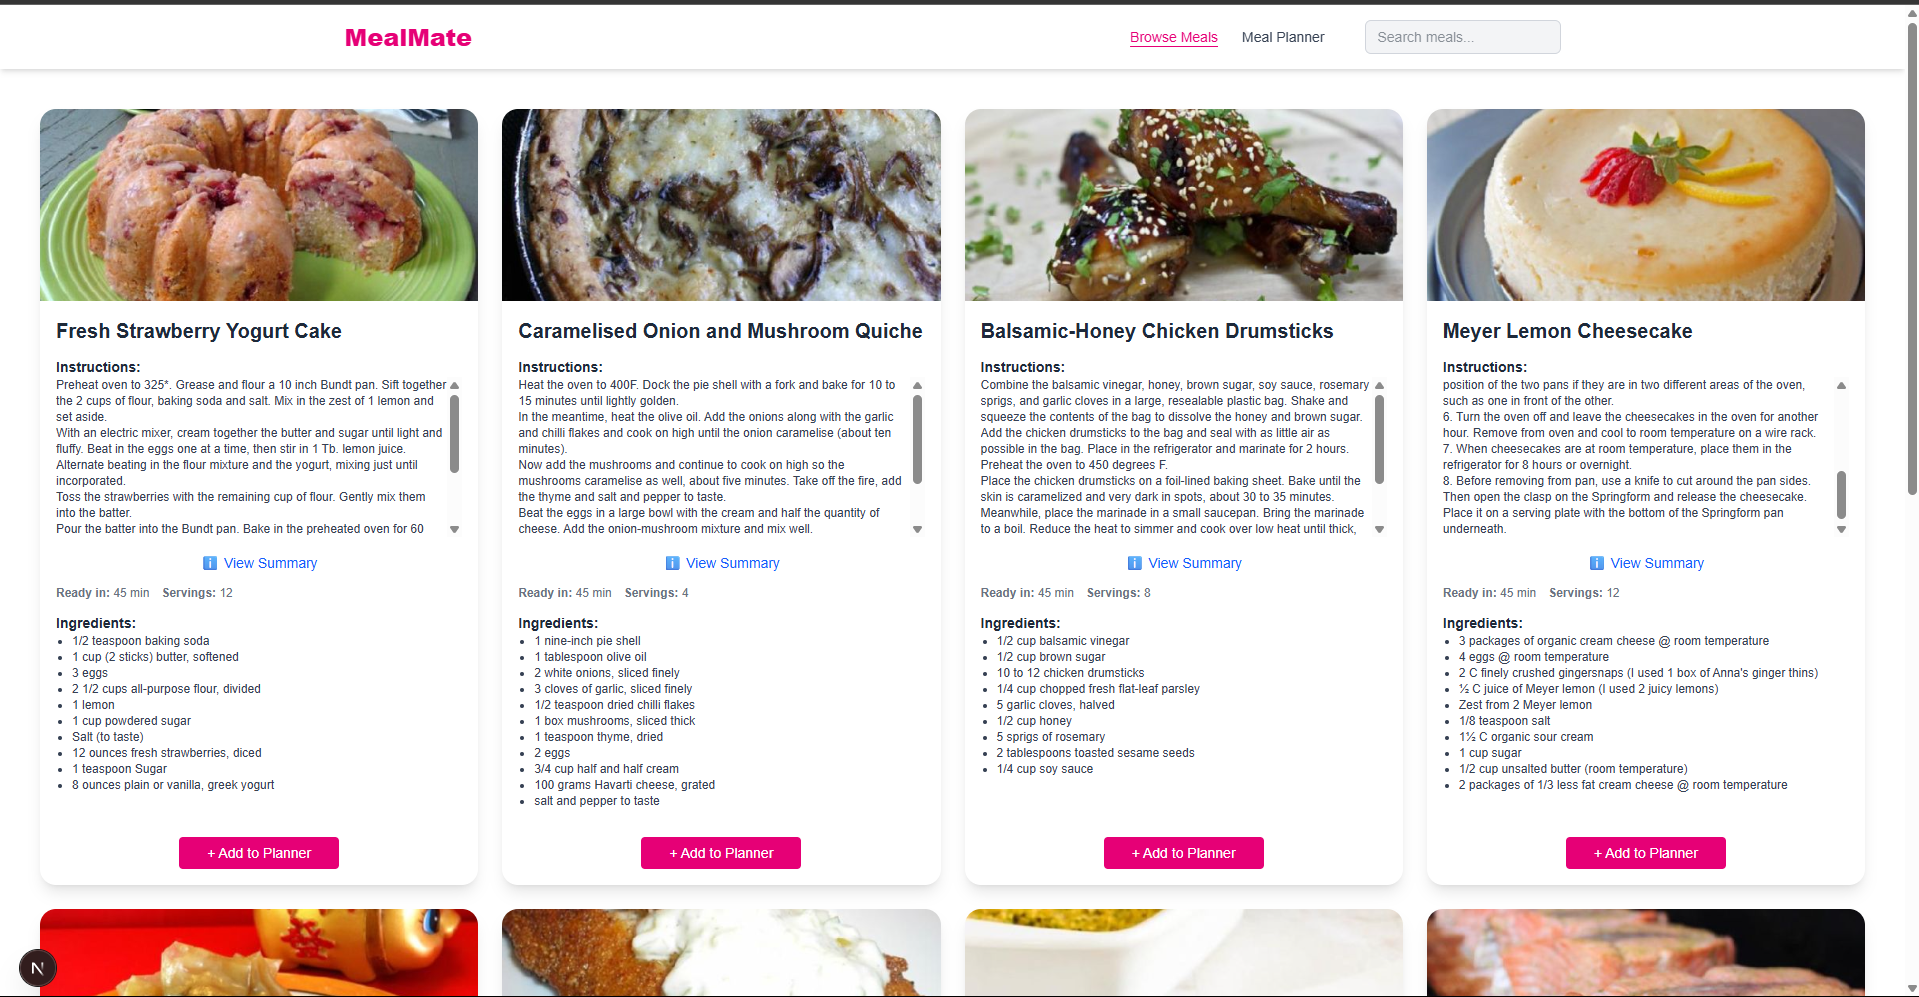 MealMate
Browse Meals
Meal Planner
Search meals...
Fresh Strawberry Yogurt Cake
Instructions:
Preheat oven to 325*. Grease and flour a 10 inch Bundt pan. Sift together
the 2 cups of flour, baking soda and salt. Mix in the zest of 1 lemon and
set aside.
With an electric mixer, cream together the butter and sugar until light and
fluffy. Beat in the eggs one at a time, then stir in 1 Tb. lemon juice.
Alternate beating in the flour mixture and the yogurt, mixing just until
incorporated.
Toss the strawberries with the remaining cup of flour. Gently mix them
into the batter.
Pour the batter into the Bundt pan. Bake in the preheated oven for 60
View Summary
Ready in: 45 min Servings: 12
Ingredients:
1/2 teaspoon baking soda
1 cup (2 sticks) butter, softened
3 eggs
2 1/2 cups all-purpose flour, divided
1 lemon
1 cup powdered sugar
Salt (to taste)
12 ounces fresh strawberries, diced
1 teaspoon Sugar
8 ounces plain or vanilla, greek yogurt
+ Add to Planner
Caramelised Onion and Mushroom Quiche
Instructions:
Heat the oven to 400F. Dock the pie shell with a fork and bake for 10 to
15 minutes until lightly golden.
In the meantime, heat the olive oil. Add the onions along with the garlic
and chilli flakes and cook on high until the onion caramelise (about ten
minutes).
Now add the mushrooms and continue to cook on high so the
mushrooms caramelise as well, about five minutes. Take off the fire, add
the thyme and salt and pepper to taste.
Beat the eggs in a large bowl with the cream and half the quantity of
cheese. Add the onion-mushroom mixture and mix well.
View Summary
Ready in: 45 min Servings: 4
Ingredients:
1 nine-inch pie shell
1 tablespoon olive oil
2 white onions, sliced finely
3 cloves of garlic, sliced finely
1/2 teaspoon dried chilli flakes
1 box mushrooms, sliced thick
1 teaspoon thyme, dried
2 eggs
3/4 cup half and half cream
100 grams Havarti cheese, grated
salt and pepper to taste
+ Add to Planner
Balsamic-Honey Chicken Drumsticks
Instructions:
Combine the balsamic vinegar, honey, brown sugar, soy sauce, rosemary
sprigs, and garlic cloves in a large, resealable plastic bag. Shake and
squeeze the contents of the bag to dissolve the honey and brown sugar.
Add the chicken drumsticks to the bag and seal with as little air as
possible in the bag. Place in the refrigerator and marinate for 2 hours.
Preheat the oven to 450 degrees F.
Place the chicken drumsticks on a foil-lined baking sheet. Bake until the
skin is caramelized and very dark in spots, about 30 to 35 minutes.
Meanwhile, place the marinade in a small saucepan. Bring the marinade
to a boil. Reduce the heat to simmer and cook over low heat until thick,
View Summary
Ready in: 45 min Servings: 8
Ingredients:
1/2 cup balsamic vinegar
1/2 cup brown sugar
10 to 12 chicken drumsticks
1/4 cup chopped fresh flat-leaf parsley
5 garlic cloves, halved
1/2 cup honey
5 sprigs of rosemary
2 tablespoons toasted sesame seeds
1/4 cup soy sauce
+ Add to Planner
Meyer Lemon Cheesecake
Instructions:
position of the two pans if they are in two different areas of the oven,
such as one in front of the other.
6. Turn the oven off and leave the cheesecakes in the oven for another
hour. Remove from oven and cool to room temperature on a wire rack.
7. When cheesecakes are at room temperature, place them in the
refrigerator for 8 hours or overnight.
8. Before removing from pan, use a knife to cut around the pan sides.
Then open the clasp on the Springform and release the cheesecake.
Place it on a serving plate with the bottom of the Springform pan
underneath.
View Summary
Ready in: 45 min Servings: 12
Ingredients:
3 packages of organic cream cheese @ room temperature
4 eggs @ room temperature
2 C finely crushed gingersnaps (I used 1 box of Anna's ginger thins)
½ C juice of Meyer lemon (I used 2 juicy lemons)
Zest from 2 Meyer lemon
1/8 teaspoon salt
1½ C organic sour cream
1 cup sugar
1/2 cup unsalted butter (room temperature)
2 packages of 1/3 less fat cream cheese @ room temperature
+ Add to Planner
N